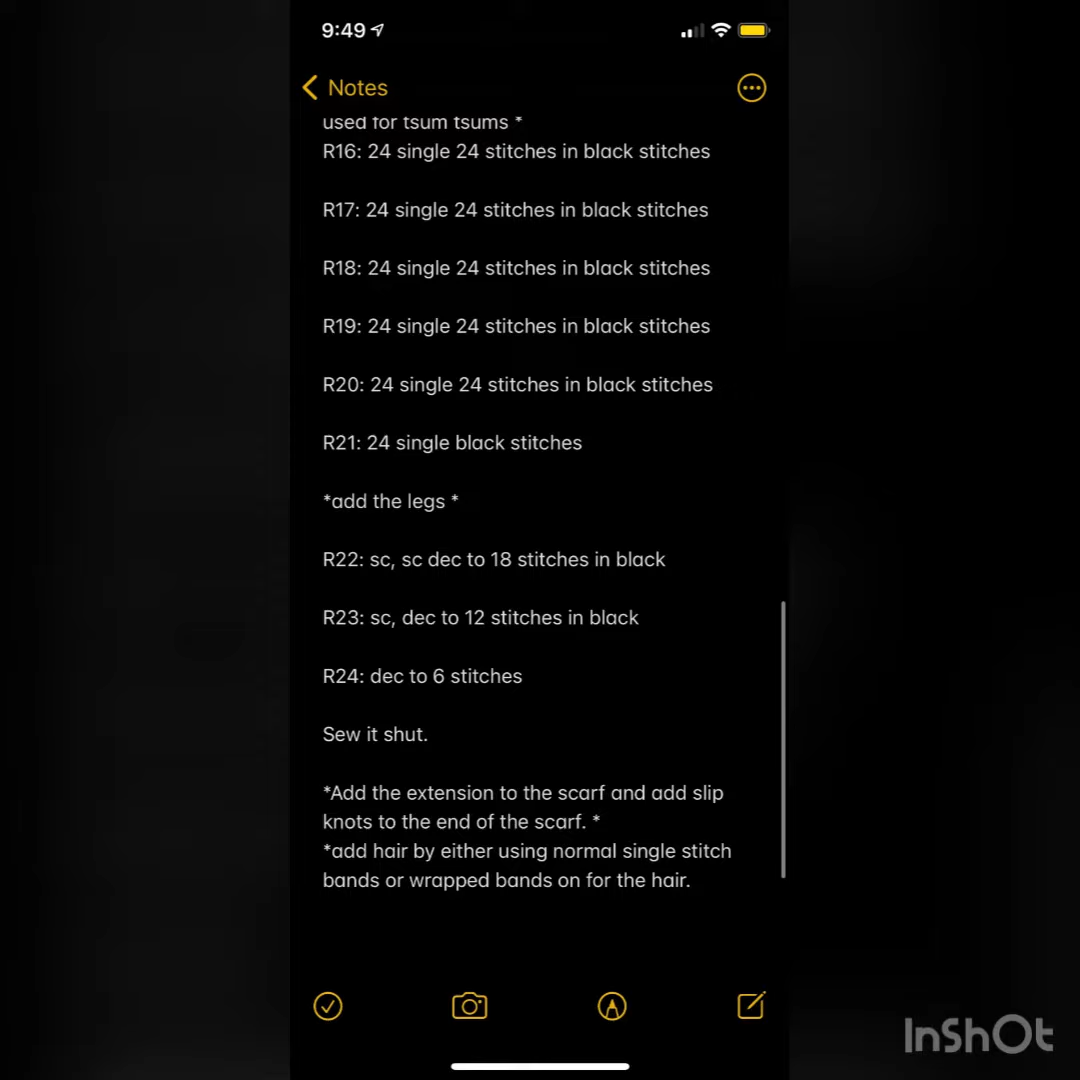 9:49
Notes
used for tsum tsums *
R16: 24 single 24 stitches in black stitches
R17: 24 single 24 stitches in black stitches
R18: 24 single 24 stitches in black stitches
R19: 24 single 24 stitches in black stitches
R20: 24 single 24 stitches in black stitches
R21: 24 single black stitches
*add the legs *
R22: sc, sc dec to 18 stitches in black
R23: sc, dec to 12 stitches in black
R24: dec to 6 stitches
Sew it shut.
*Add the extension to the scarf and add slip
knots to the end of the scarf. *
*add hair by either using normal single stitch
bands or wrapped bands on for the hair.
InShOt